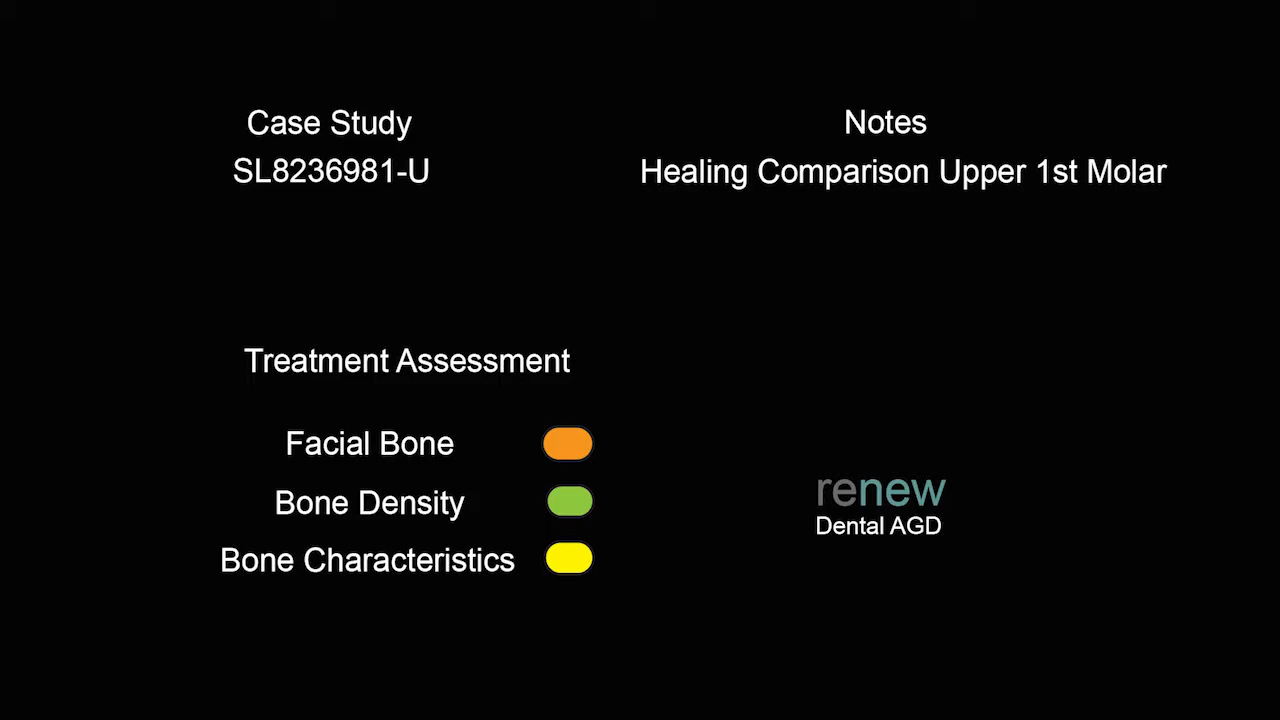 Case Study
SL8236981-U
Notes
Healing Comparison Upper 1st Molar
Treatment Assessment
Facial Bone
Bone Density
Bone Characteristics
renew
Dental AGD